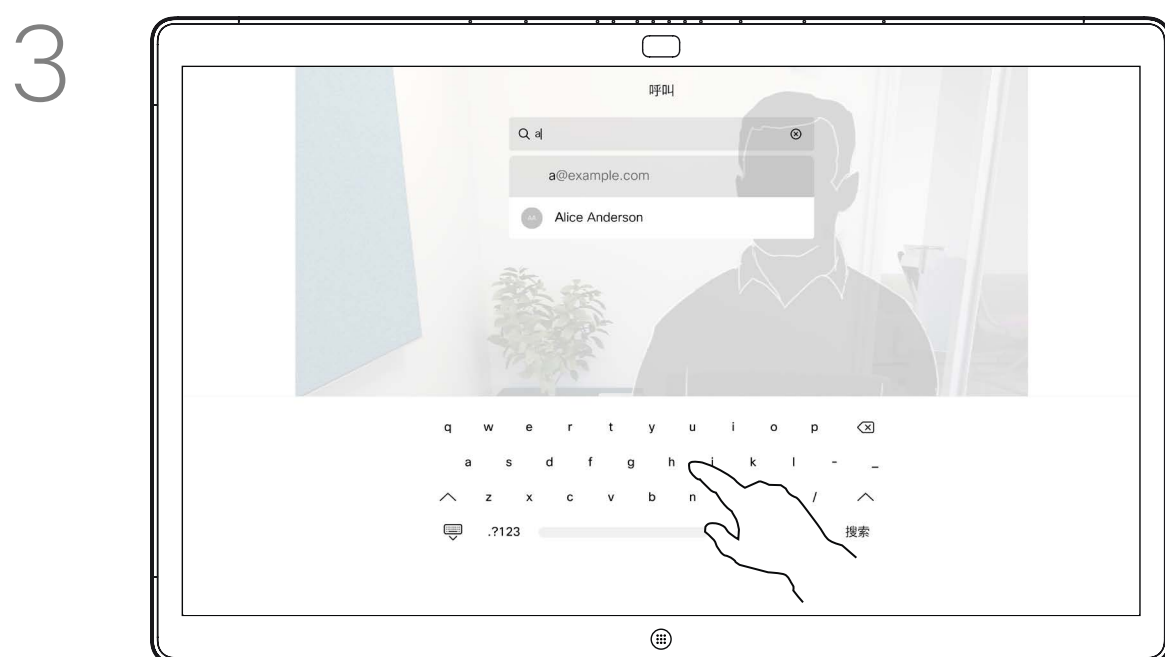 3
呼叫
a
a@example.com
AA Alice Anderson
q w e r t y u i o p
a s d f g h j k l - _
z x c v b n /
.?123 搜索